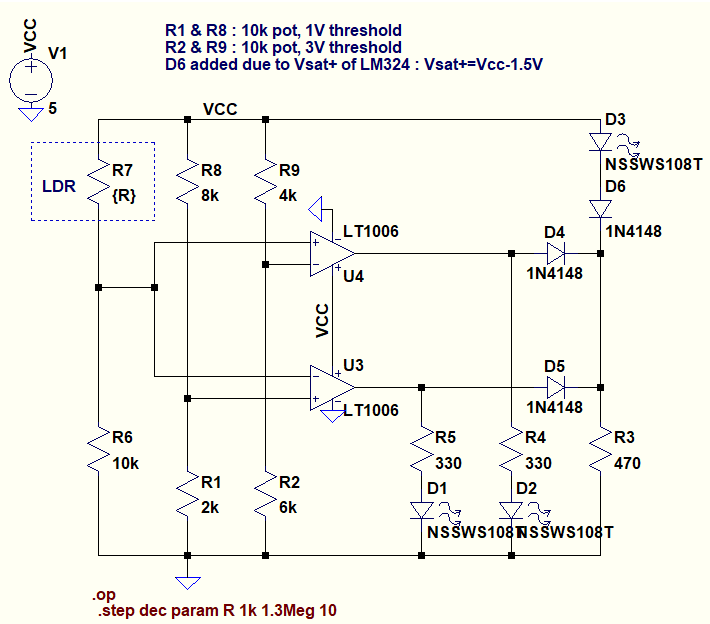 VCC
V1
5
R1 & R8 : 10k pot, 1V threshold
R2 & R9 : 10k pot, 3V threshold
D6 added due to Vsat+ of LM324 : Vsat+=Vcc-1.5V
VCC
D3
NSSWS108T
LDR
R7
{R}
R8
8k
R9
4k
D6
1N4148
LT1006
U4
D4
1N4148
VCC
U3
LT1006
D5
1N4148
R6
10k
R5
330
R4
330
R3
470
R1
2k
R2
6k
D1
NSSWS108T
D2
NSSWS108T
.op
.step dec param R 1k 1.3Meg 10